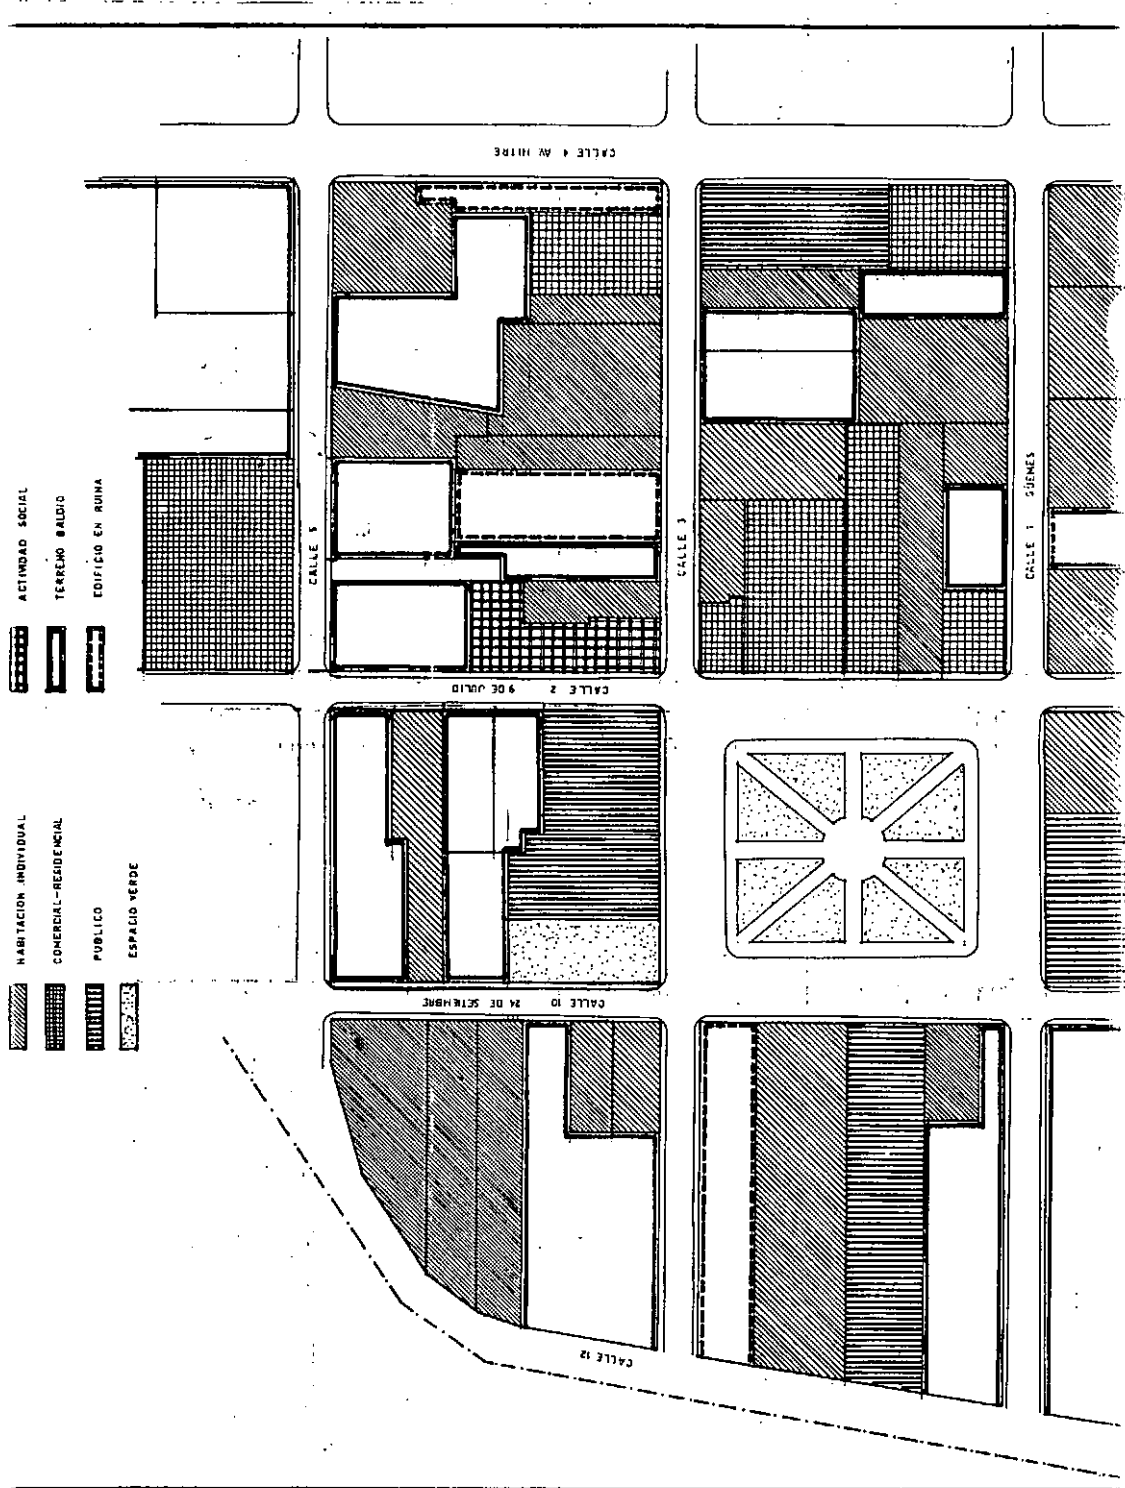 CALLE 4 AV MITRE
ACTIVIDAD SOCIAL
TERRENO BALDIO
EDIFICIO EN RUINA
CALLE 5
CALLE 3
CALLE 1 GÜEMES
CALLE 2 9 DE JULIO
HABITACION INDIVIDUAL
COMERCIAL-RESIDENCIAL
PUBLICO
ESPACIO VERDE
CALLE 10 24 DE SETIEMBRE
CALLE 12